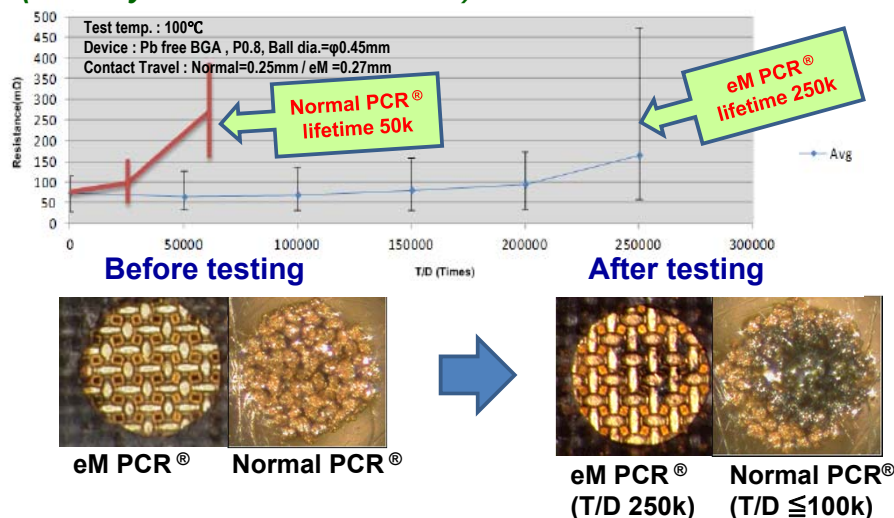 Test temp. : 100℃
Device : Pb free BGA , P0.8, Ball dia.=φ0.45mm
Contact Travel : Normal=0.25mm / eM =0.27mm
500
450
400
350
300
250
200
150
100
50
0
Resistance(mΩ)
Normal PCR®
lifetime 50k
eM PCR®
lifetime 250k
Avg
0
50000
100000
150000
200000
250000
300000
T/D (Times)
Before testing
After testing
eM PCR®
Normal PCR®
eM PCR®
(T/D 250k)
Normal PCR®
(T/D ≦100k)